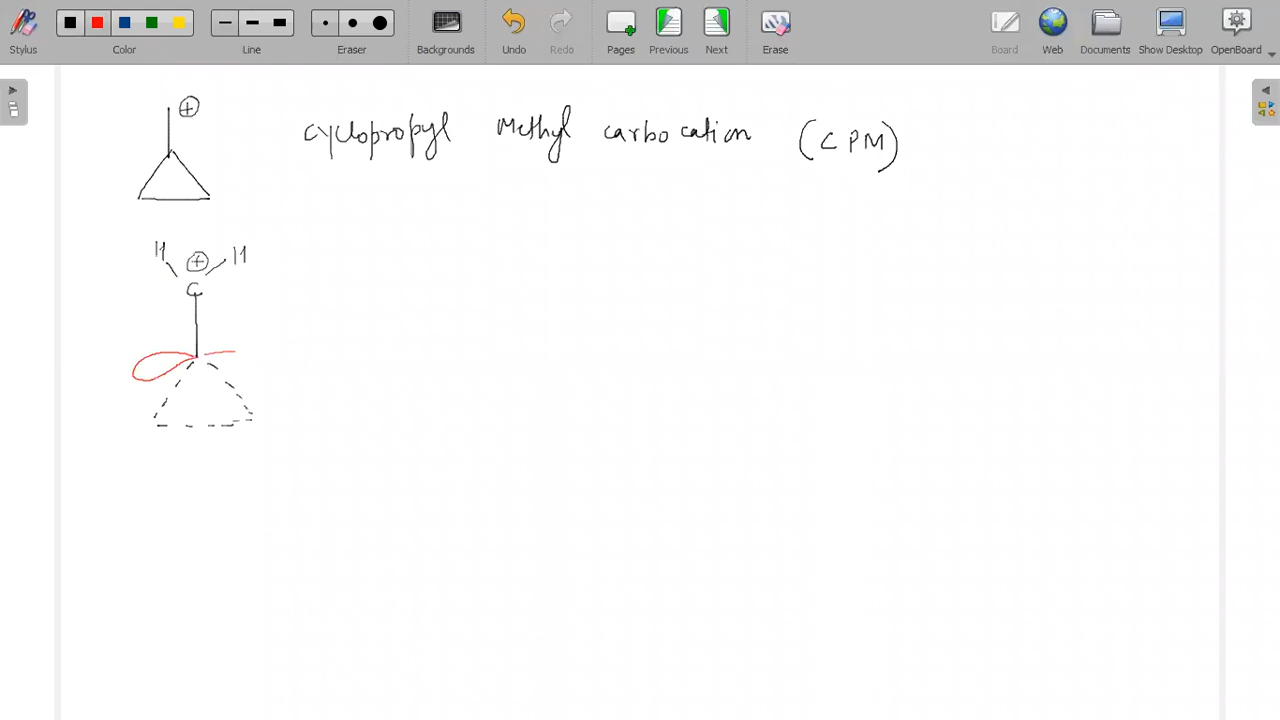 Stylus Color Line Eraser Backgrounds Undo Redo Pages Previous Next Erase Board Web Documents Show Desktop OpenBoard
⊕ cyclopropyl Methyl carbocation (CPM)
H ⊕ H
C